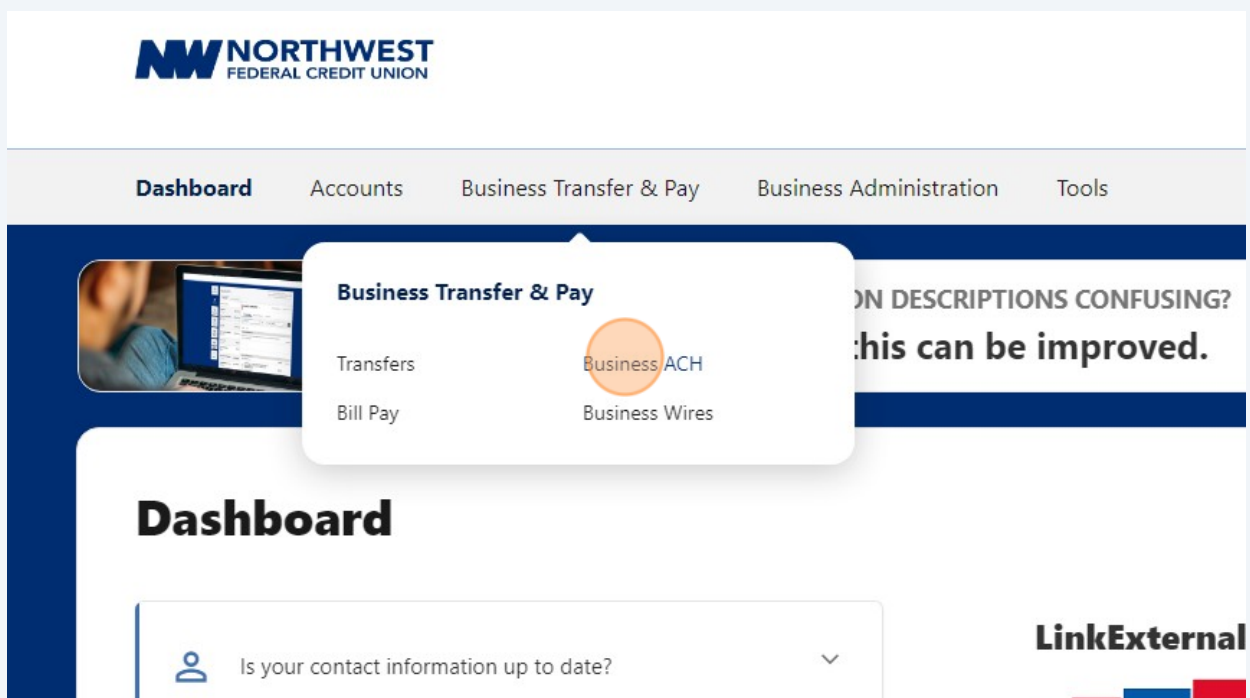 NW NORTHWEST
FEDERAL CREDIT UNION
Dashboard Accounts Business Transfer & Pay Business Administration Tools
Business Transfer & Pay
Transfers Business ACH
Bill Pay Business Wires
ON DESCRIPTIONS CONFUSING?
this can be improved.
Dashboard
Is your contact information up to date?
LinkExternal